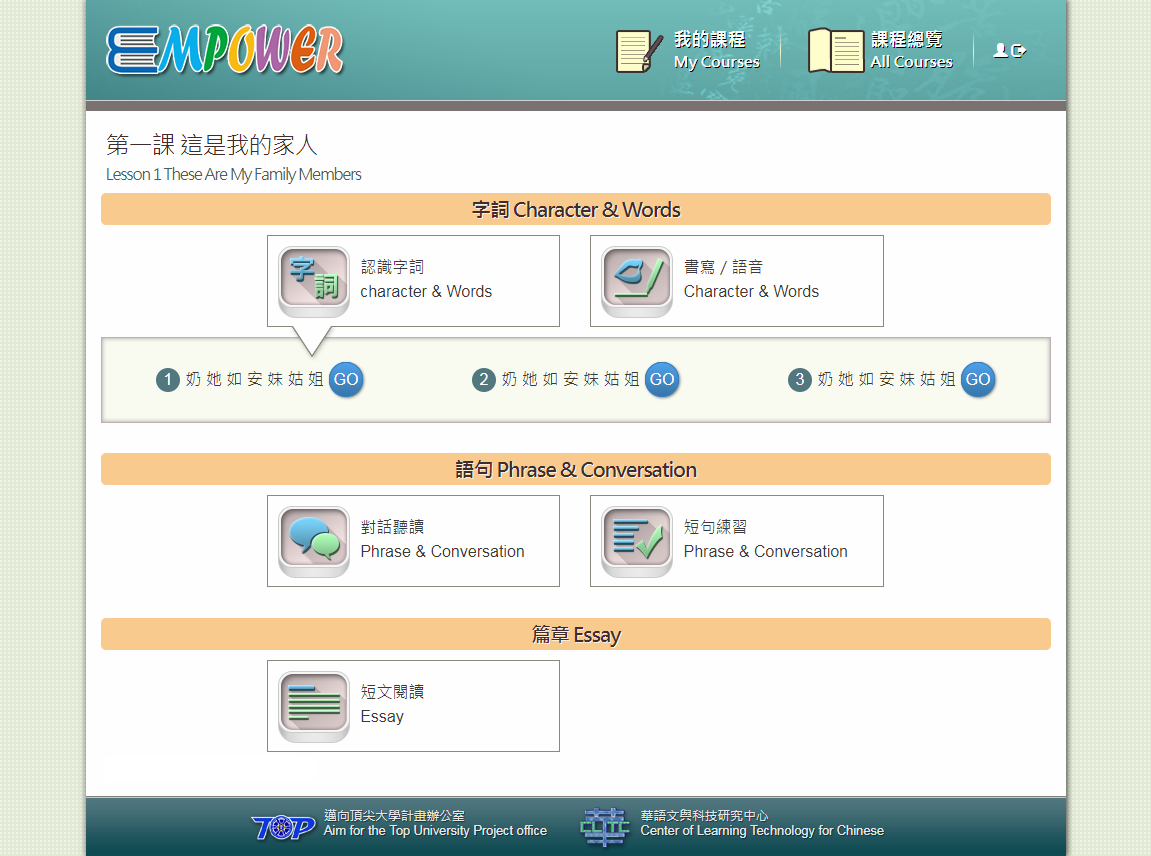 EMPOWER
我的課程
My Courses
課程總覽
All Courses
第一課 這是我的家人
Lesson 1 These Are My Family Members
字詞 Character & Words
字
詞
認識字詞
character & Words
書寫 / 語音
Character & Words
1 奶 她 如 安 妹 姑 姐 GO
2 奶 她 如 安 妹 姑 姐 GO
3 奶 她 如 安 妹 姑 姐 GO
語句 Phrase & Conversation
對話聽讀
Phrase & Conversation
短句練習
Phrase & Conversation
篇章 Essay
短文閱讀
Essay
TOP
邁向頂尖大學計畫辦公室
Aim for the Top University Project office
CLTC
華語文與科技研究中心
Center of Learning Technology for Chinese